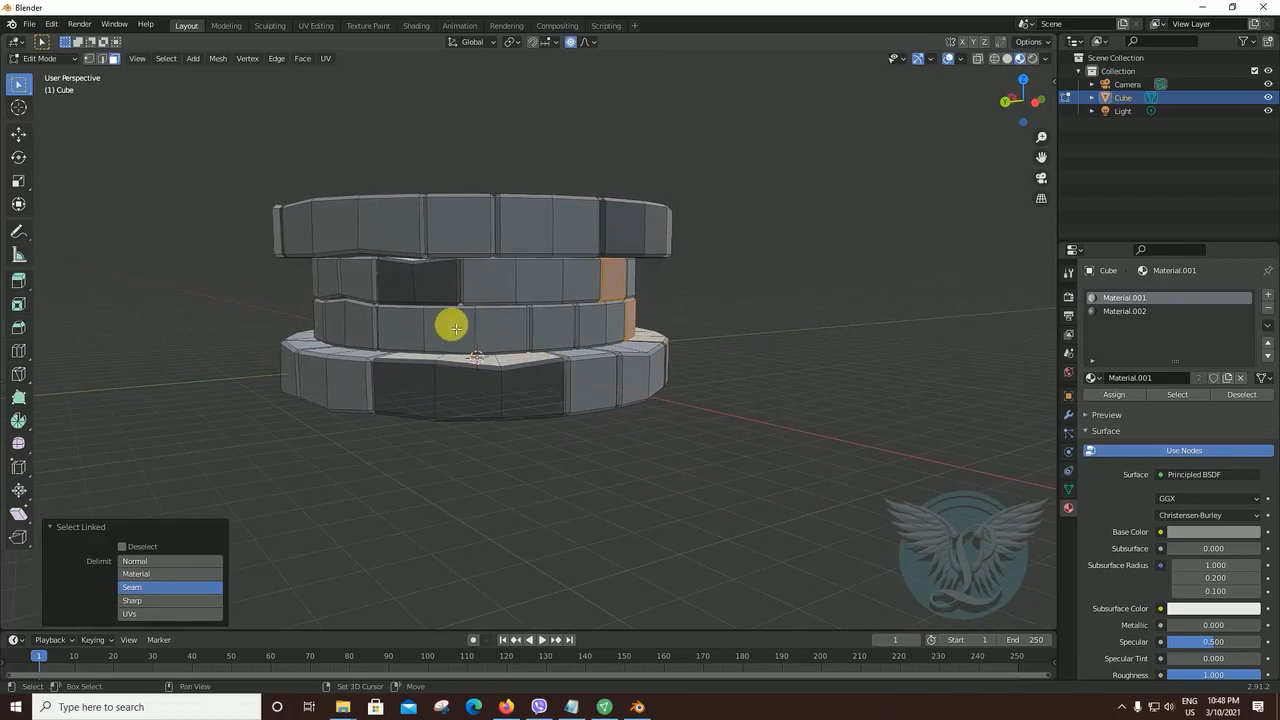 Blender
File Edit Render Window Help
Layout Modeling Sculpting UV Editing Texture Paint Shading Animation Rendering Compositing Scripting +
Scene
View Layer
Edit Mode
View Select Add Mesh Vertex Edge Face UV
Global
X Y Z
Options
User Perspective
(1) Cube
Z
Y
Scene Collection
Collection
Camera
Cube
Light
Cube
Material.001
Material.001
Material.002
Material.001
2
Assign Select Deselect
Preview
Surface
Use Nodes
Surface Principled BSDF
GGX
Christensen-Burley
Base Color
Subsurface 0.000
Subsurface Radius 1.000
0.200
0.100
Subsurface Color
Metallic 0.000
Specular 0.500
Specular Tint 0.000
Roughness 1.000
Select Linked
Deselect
Delimit Normal
Material
Seam
Sharp
UVs
Playback Keying View Marker
1
Start 1
End 250
1 10 20 30 40 50 60 70 80 90 100 110 120 130 140 150 160 170 180 190 200 210 220 230 240 250
Select Box Select Pan View Set 3D Cursor Move
2.91.2
Type here to search
ENG
US
10:48 PM
3/10/2021